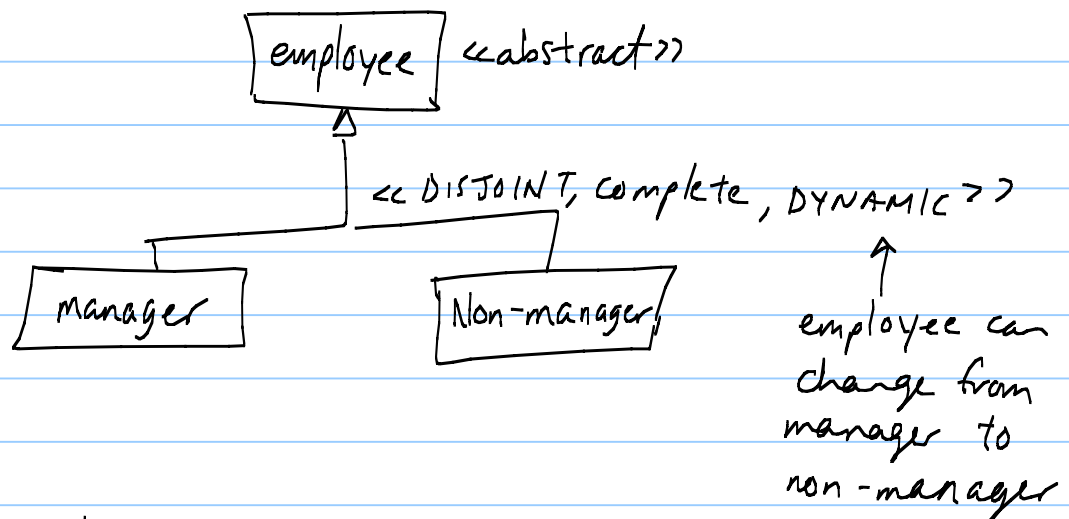 employee <<abstract>>
<< DISJOINT, complete, DYNAMIC >>
manager
Non-manager
employee can
change from
manager to
non-manager